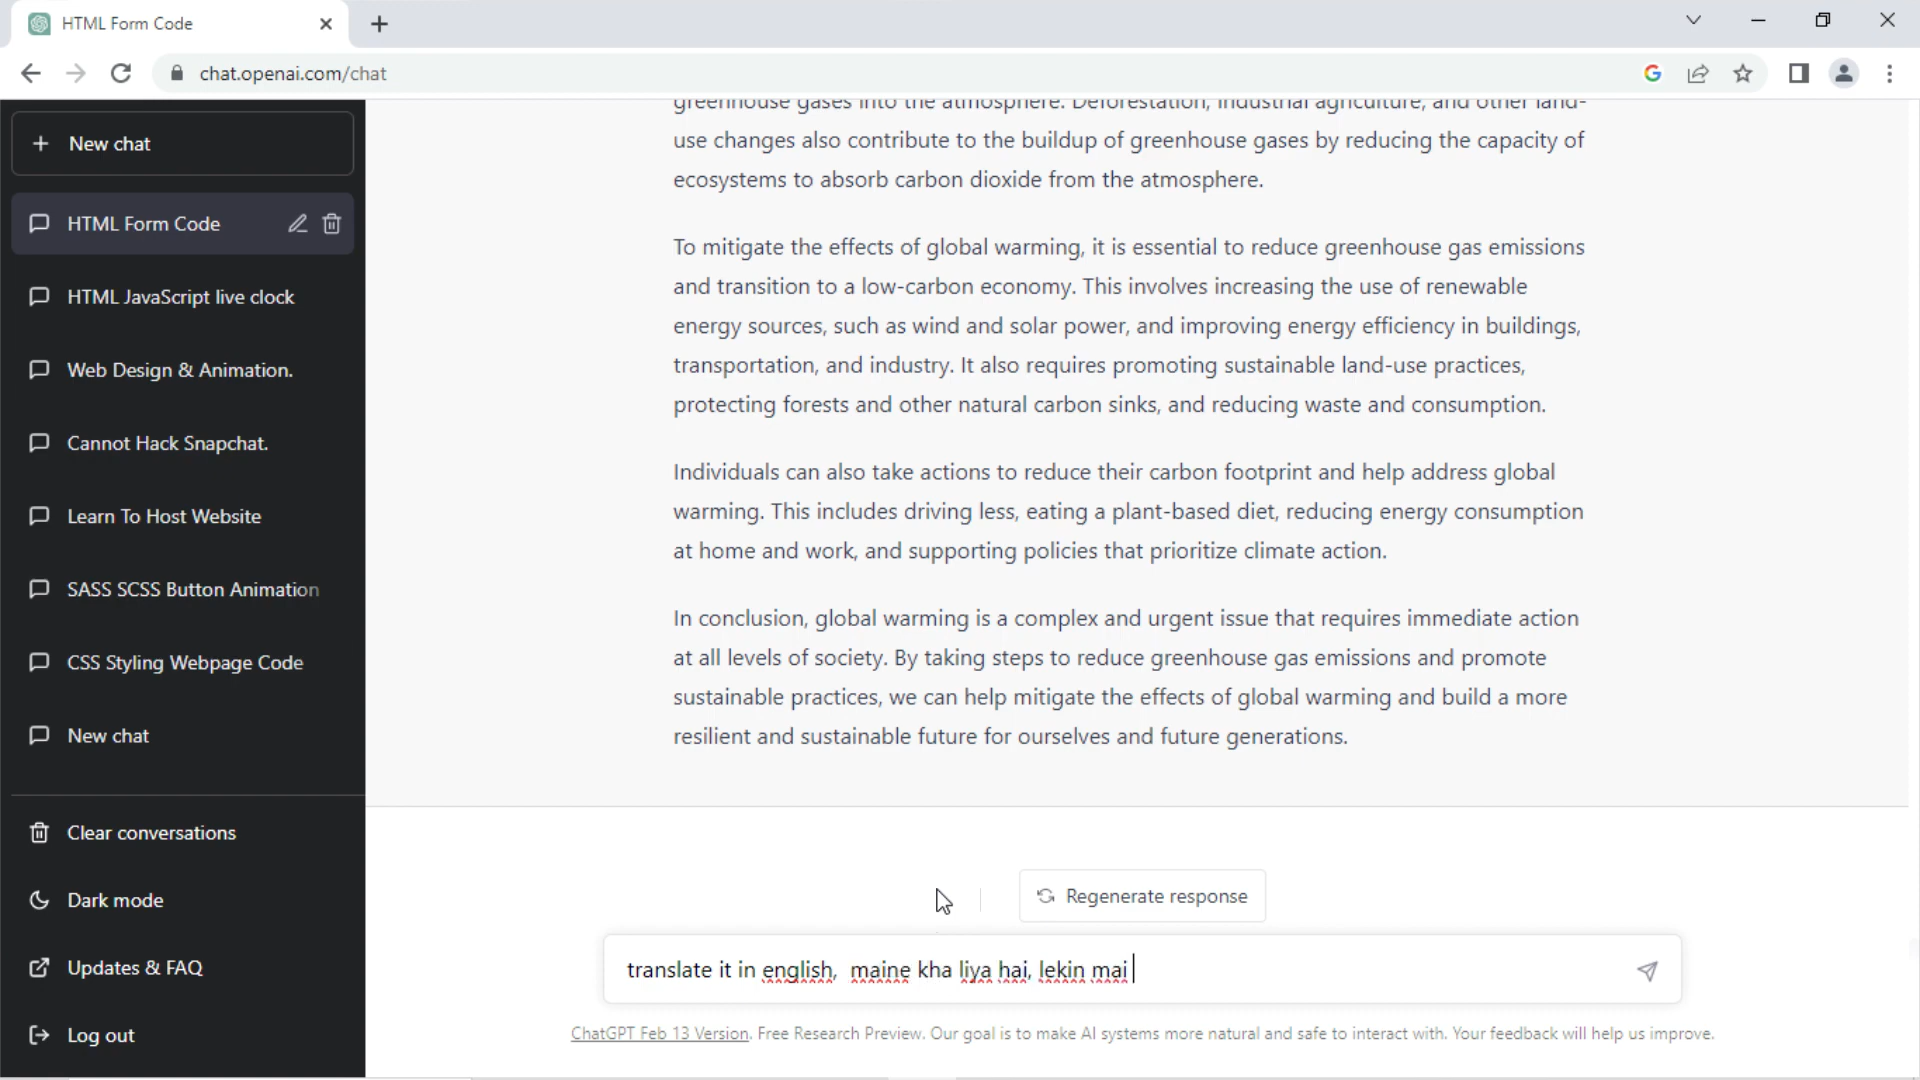 HTML Form Code
chat.openai.com/chat
New chat
HTML Form Code
HTML JavaScript live clock
Web Design & Animation.
Cannot Hack Snapchat.
Learn To Host Website
SASS SCSS Button Animation
CSS Styling Webpage Code
New chat
Clear conversations
Dark mode
Updates & FAQ
Log out
greenhouse gases into the atmosphere. Deforestation, industrial agriculture, and other land-
use changes also contribute to the buildup of greenhouse gases by reducing the capacity of
ecosystems to absorb carbon dioxide from the atmosphere.
To mitigate the effects of global warming, it is essential to reduce greenhouse gas emissions
and transition to a low-carbon economy. This involves increasing the use of renewable
energy sources, such as wind and solar power, and improving energy efficiency in buildings,
transportation, and industry. It also requires promoting sustainable land-use practices,
protecting forests and other natural carbon sinks, and reducing waste and consumption.
Individuals can also take actions to reduce their carbon footprint and help address global
warming. This includes driving less, eating a plant-based diet, reducing energy consumption
at home and work, and supporting policies that prioritize climate action.
In conclusion, global warming is a complex and urgent issue that requires immediate action
at all levels of society. By taking steps to reduce greenhouse gas emissions and promote
sustainable practices, we can help mitigate the effects of global warming and build a more
resilient and sustainable future for ourselves and future generations.
Regenerate response
translate it in english,  maine kha liya hai, lekin mai
ChatGPT Feb 13 Version. Free Research Preview. Our goal is to make AI systems more natural and safe to interact with. Your feedback will help us improve.